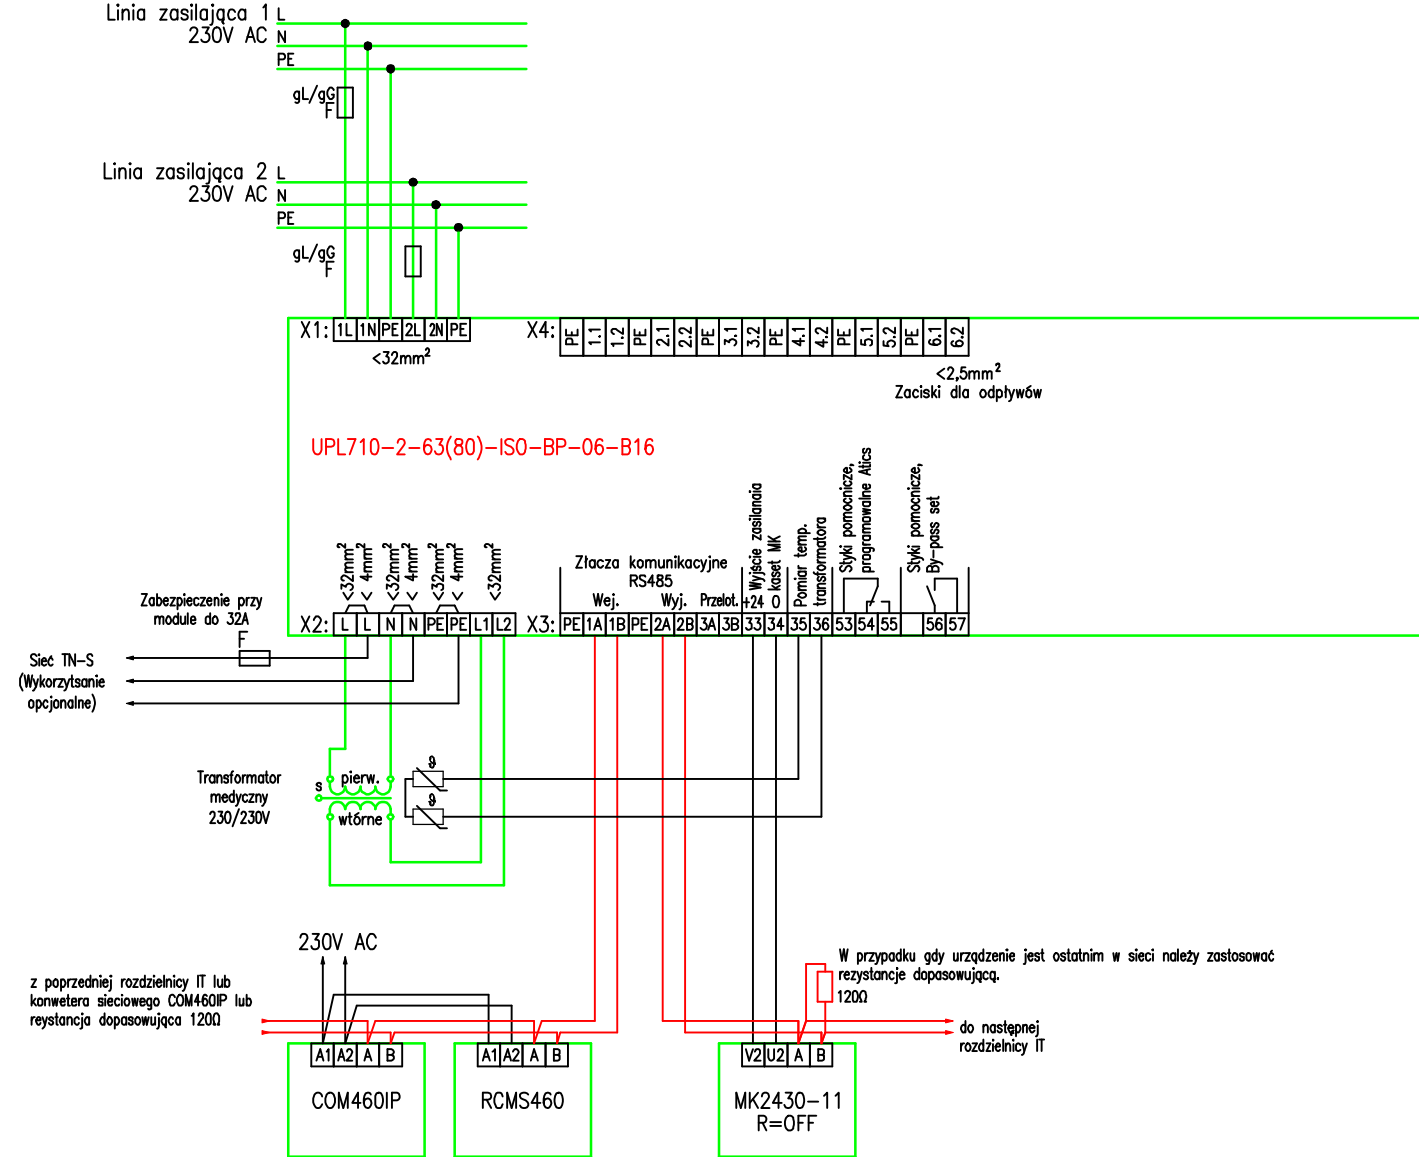 Linia zasilająca 1 L
230V AC N
PE
gL/gG
F
Linia zasilająca 2 L
230V AC N
PE
gL/gG
F
X1: 1L 1N PE 2L 2N PE
<32mm²
X4: PE 1.1 1.2 PE 2.1 2.2 PE 3.1 3.2 PE 4.1 4.2 PE 5.1 5.2 PE 6.1 6.2
<2,5mm²
Zaciski dla odpływów
UPL710-2-63(80)-ISO-BP-06-B16
<32mm²
< 4mm²
<32mm²
< 4mm²
<32mm²
< 4mm²
<32mm²
Złacza komunikacyjne
RS485
Wej. Wyj. Przelot.
Wyjście zasilanaia
kaset MK
+24 0
Pomiar temp.
transformatora
Styki pomocnicze,
programowalne Atics
Styki pomocnicze,
By-pass set
X2: L L N N PE PE L1 L2
X3: PE 1A 1B PE 2A 2B 3A 3B 33 34 35 36 53 54 55 56 57
Zabezpieczenie przy
module do 32A
F
Sieć TN-S
(Wykorzytsanie
opcjonalne)
Transformator
medyczny
230/230V
s
pierw.
wtórne
ϑ
ϑ
230V AC
z poprzedniej rozdzielnicy IT lub
konwetera sieciowego COM460IP lub
reystancja dopasowująca 120Ω
W przypadku gdy urządzenie jest ostatnim w sieci należy zastosować
rezystancje dopasowującą.
120Ω
do następnej
rozdzielnicy IT
A1 A2 A B
COM460IP
A1 A2 A B
RCMS460
V2 U2 A B
MK2430-11
R=OFF